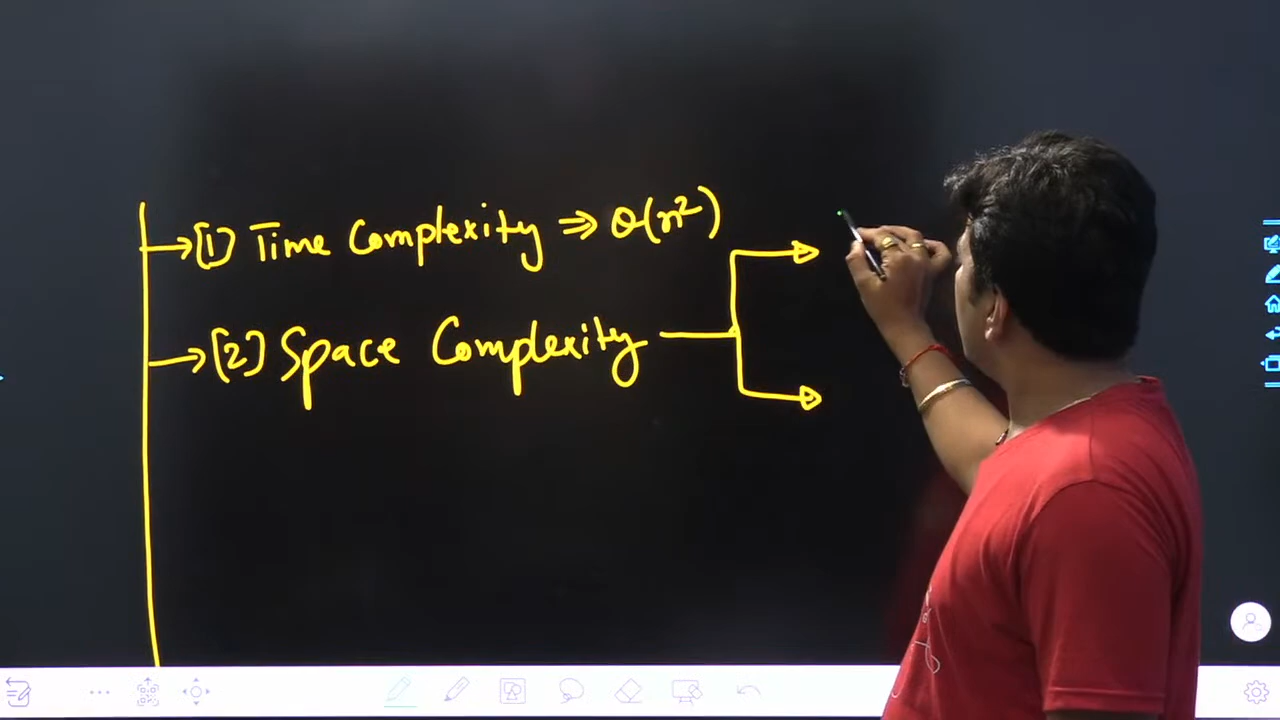 [1] Time Complexity ⇒ θ(n²)
[2] Space Complexity